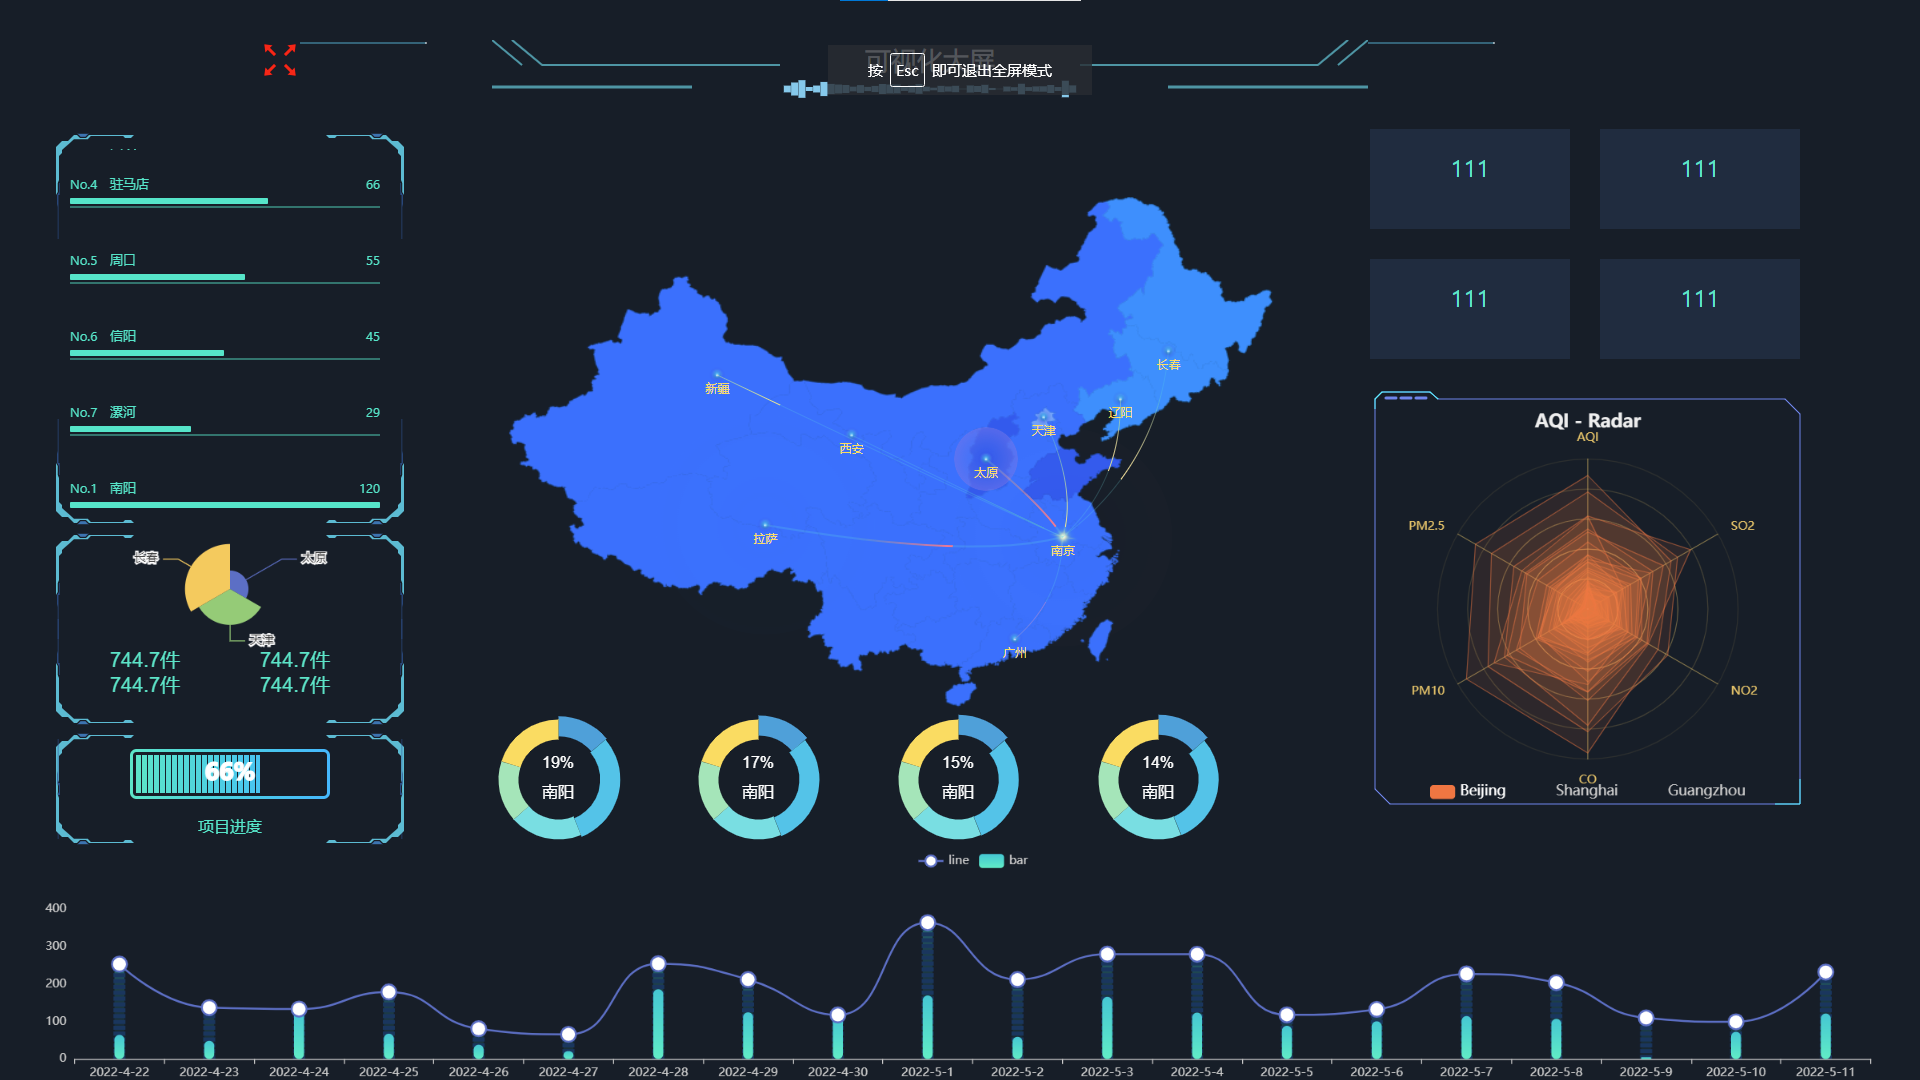 可视化大屏
按 Esc 即可退出全屏模式
No.4 驻马店 66
No.5 周口 55
No.6 信阳 45
No.7 漯河 29
No.1 南阳 120
长春 太原
天津
744.7件 744.7件
744.7件 744.7件
66%
项目进度
长春
新疆
辽阳
天津
西安
太原
拉萨
南京
广州
19%
南阳
17%
南阳
15%
南阳
14%
南阳
111 111
111 111
AQI - Radar
AQI
PM2.5 SO2
PM10 NO2
CO
Beijing Shanghai Guangzhou
line bar
400
300
200
100
0
2022-4-22 2022-4-23 2022-4-24 2022-4-25 2022-4-26 2022-4-27 2022-4-28 2022-4-29 2022-4-30 2022-5-1 2022-5-2 2022-5-3 2022-5-4 2022-5-5 2022-5-6 2022-5-7 2022-5-8 2022-5-9 2022-5-10 2022-5-11